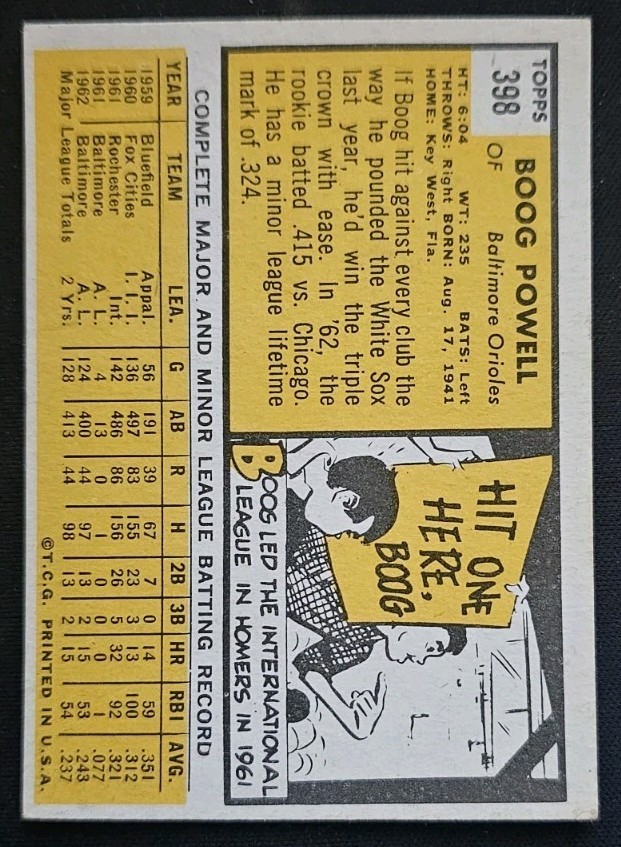 TOPPS
398
BOOG POWELL
OF Baltimore Orioles
HT: 6:04 WT: 235 BATS: Left
THROWS: Right BORN: Aug. 17, 1941
HOME: Key West, Fla.
If Boog hit against every club the
way he pounded the White Sox
last year, he'd win the triple
crown with ease. In '62, the
rookie batted .415 vs. Chicago.
He has a minor league lifetime
mark of .324.
HIT ONE
HERE,
BOOG
BOOG LED THE INTERNATIONAL
LEAGUE IN HOMERS IN 1961
COMPLETE MAJOR AND MINOR LEAGUE BATTING RECORD
YEAR TEAM LEA. G AB R H 2B 3B HR RBI AVG.
1959 Bluefield Appal. 56 191 39 67 7 0 14 59 .351
1960 Fox Cities I. I. I. 136 497 83 155 23 3 13 100 .312
1961 Rochester Int. 142 486 86 156 26 5 32 92 .321
1961 Baltimore A. L. 4 13 0 1 0 0 0 1 .077
1962 Baltimore A. L. 124 400 44 97 13 2 15 53 .243
Major League Totals 2 Yrs. 128 413 44 98 13 2 15 54 .237
©T.C.G. PRINTED IN U.S.A.